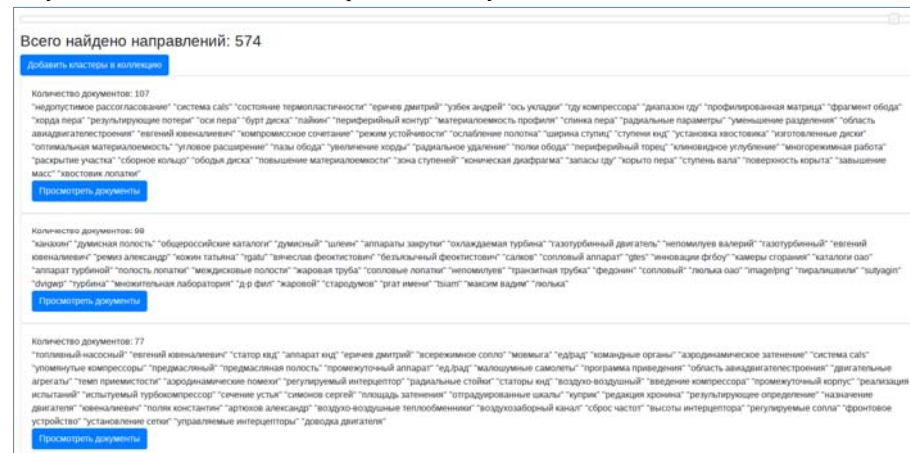 Всего найдено направлений: 574
Добавить кластеры в коллекцию
Количество документов: 107
"недопустимое рассогласование" "система cals" "состояние термопластичности" "еричев дмитрий" "узбек андрей" "ось укладки" "гду компрессора" "диапазон гду" "профилированная матрица" "фрагмент обода"
"хорда пера" "результирующие потери" "оси пера" "бурт диска" "пайкин" "периферийный контур" "материалоемкость профиля" "спинка пера" "радиальные параметры" "уменьшение разделения" "область
авиадвигателестроения" "евгений ювеналиевич" "компромиссное сочетание" "режим устойчивости" "ослабление полотна" "ширина ступиц" "ступени кнд" "установка хвостовика" "изготовленные диски"
"оптимальная материалоемкость" "угловое расширение" "пазы обода" "увеличение хорды" "радиальное удаление" "полки обода" "периферийный торец" "клиновидное углубление" "многорежимная работа"
"раскрытие участка" "сборное кольцо" "ободья диска" "повышение материалоемкости" "зона ступеней" "коническая диафрагма" "запасы гду" "корыто пера" "ступень вала" "поверхность корыта" "завышение
масс" "хвостовик лопатки"
Просмотреть документы
Количество документов: 99
"канахин" "думисная полость" "общероссийские каталоги" "думисный" "шлеин" "аппараты закрутки" "охлаждаемая турбина" "газотурбинный двигатель" "непомилуев валерий" "газотурбинный" "евгений
ювеналиевич" "ремиз александр" "кожин татьяна" "rgatu" "вячеслав феоктистович" "безъязычный феоктистович" "салков" "сопловый аппарат" "gtes" "инновации фгбоу" "камеры сгорания" "каталоги оао"
"аппарат турбиной" "полость лопатки" "междисковые полости" "жаровая труба" "сопловые лопатки" "непомилуев" "транзитная трубка" "федонин" "сопловый" "люлька оао" "image/png" "пиралишвили" "sutyagin"
"dvigwp" "турбина" "множительная лаборатория" "д-р фил" "жаровой" "стародумов" "ргат имени" "tsiam" "максим вадим" "люлька"
Просмотреть документы
Количество документов: 77
"топливный-насосный" "евгений ювеналиевич" "статор квд" "аппарат кнд" "еричев дмитрий" "всережимное сопло" "мовмыга" "ед/рад" "командные органы" "аэродинамическое затенение" "система cals"
"упомянутые компрессоры" "предмасляный" "предмасляная полость" "промежуточный аппарат" "ед./рад" "малошумные самолеты" "программа приведения" "область авиадвигателестроения" "двигательные
агрегаты" "темп приемистости" "аэродинамические помехи" "регулируемый интерцептор" "радиальные стойки" "статоры кнд" "воздухо-воздушный" "введение компрессора" "промежуточный корпус" "реализация
испытаний" "испытуемый турбокомпрессор" "сечение устья" "симонов сергей" "площадь затенения" "отградуированные шкалы" "куприк" "редакция хронина" "результирующее определение" "назначение
двигателя" "ювеналиевич" "поляк константин" "артюхов александр" "воздухо-воздушные теплообменники" "воздухозаборный канал" "сброс частот" "высоты интерцептора" "регулируемые сопла" "фронтовое
устройство" "установление сетки" "управляемые интерцепторы" "доводка двигателя"
Просмотреть документы